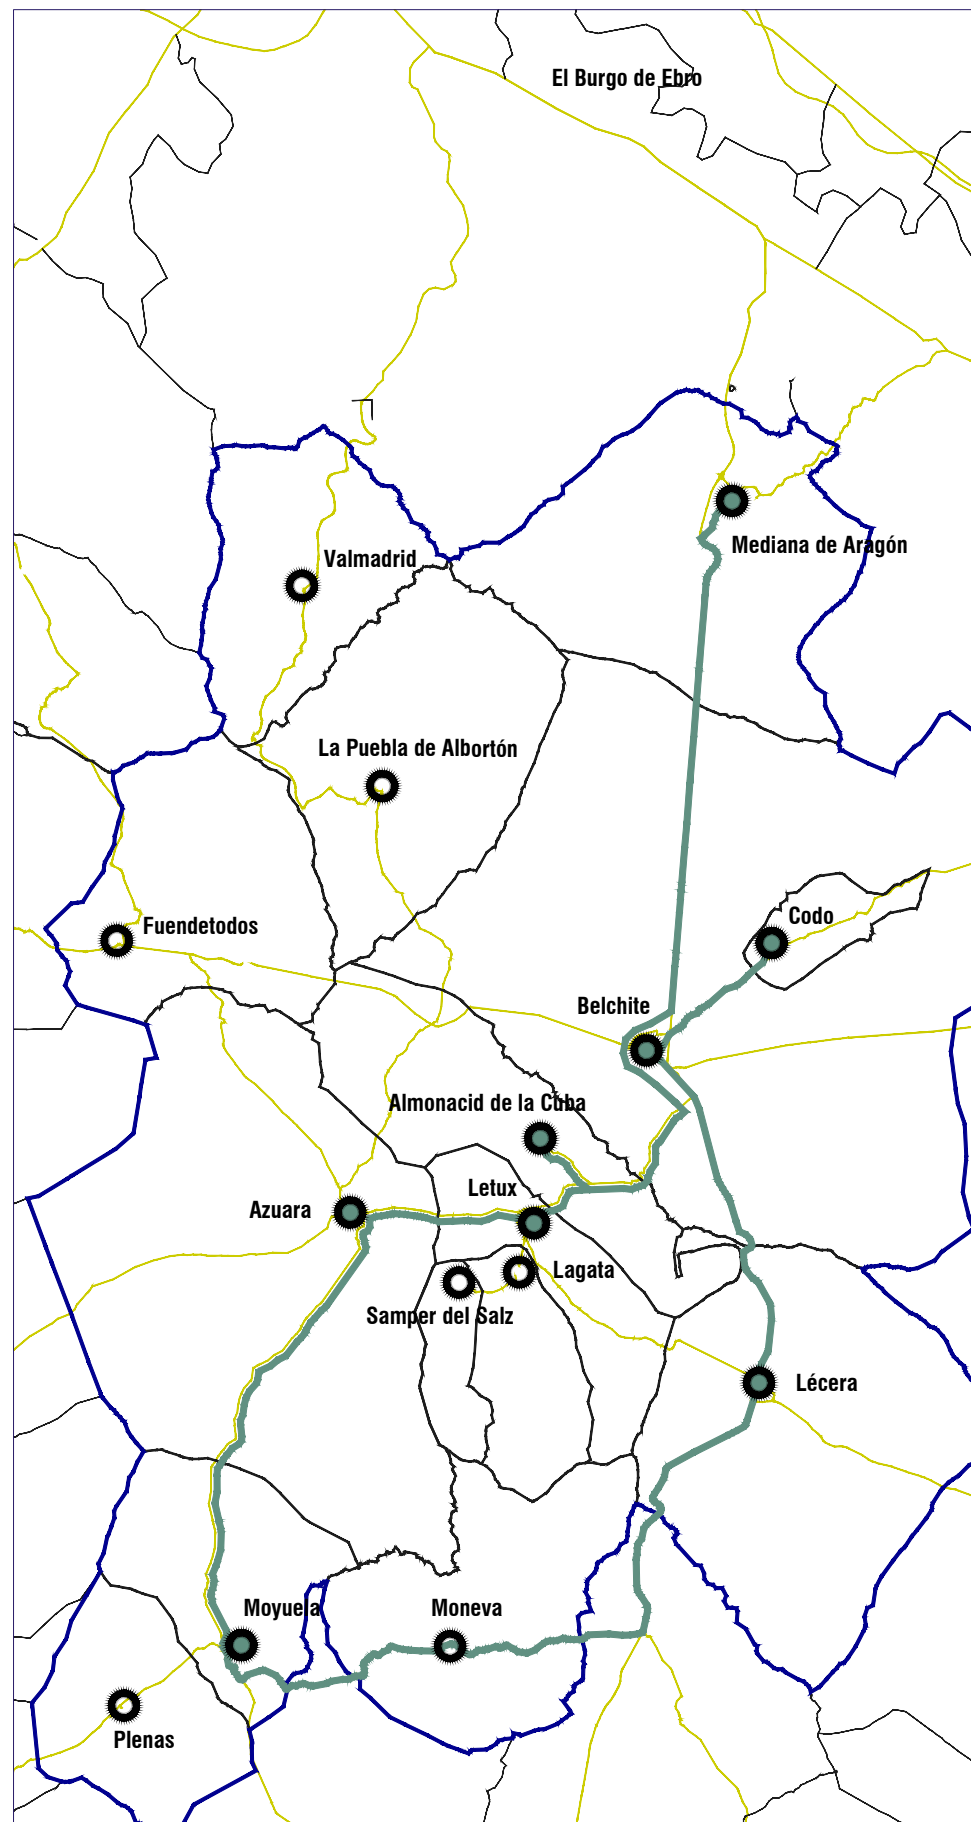 El Burgo de Ebro
Mediana de Aragón
Valmadrid
La Puebla de Albortón
Codo
Fuendetodos
Belchite
Almonacid de la Cuba
Letux
Azuara
Lagata
Samper del Salz
Lécera
Moyuela
Moneva
Plenas